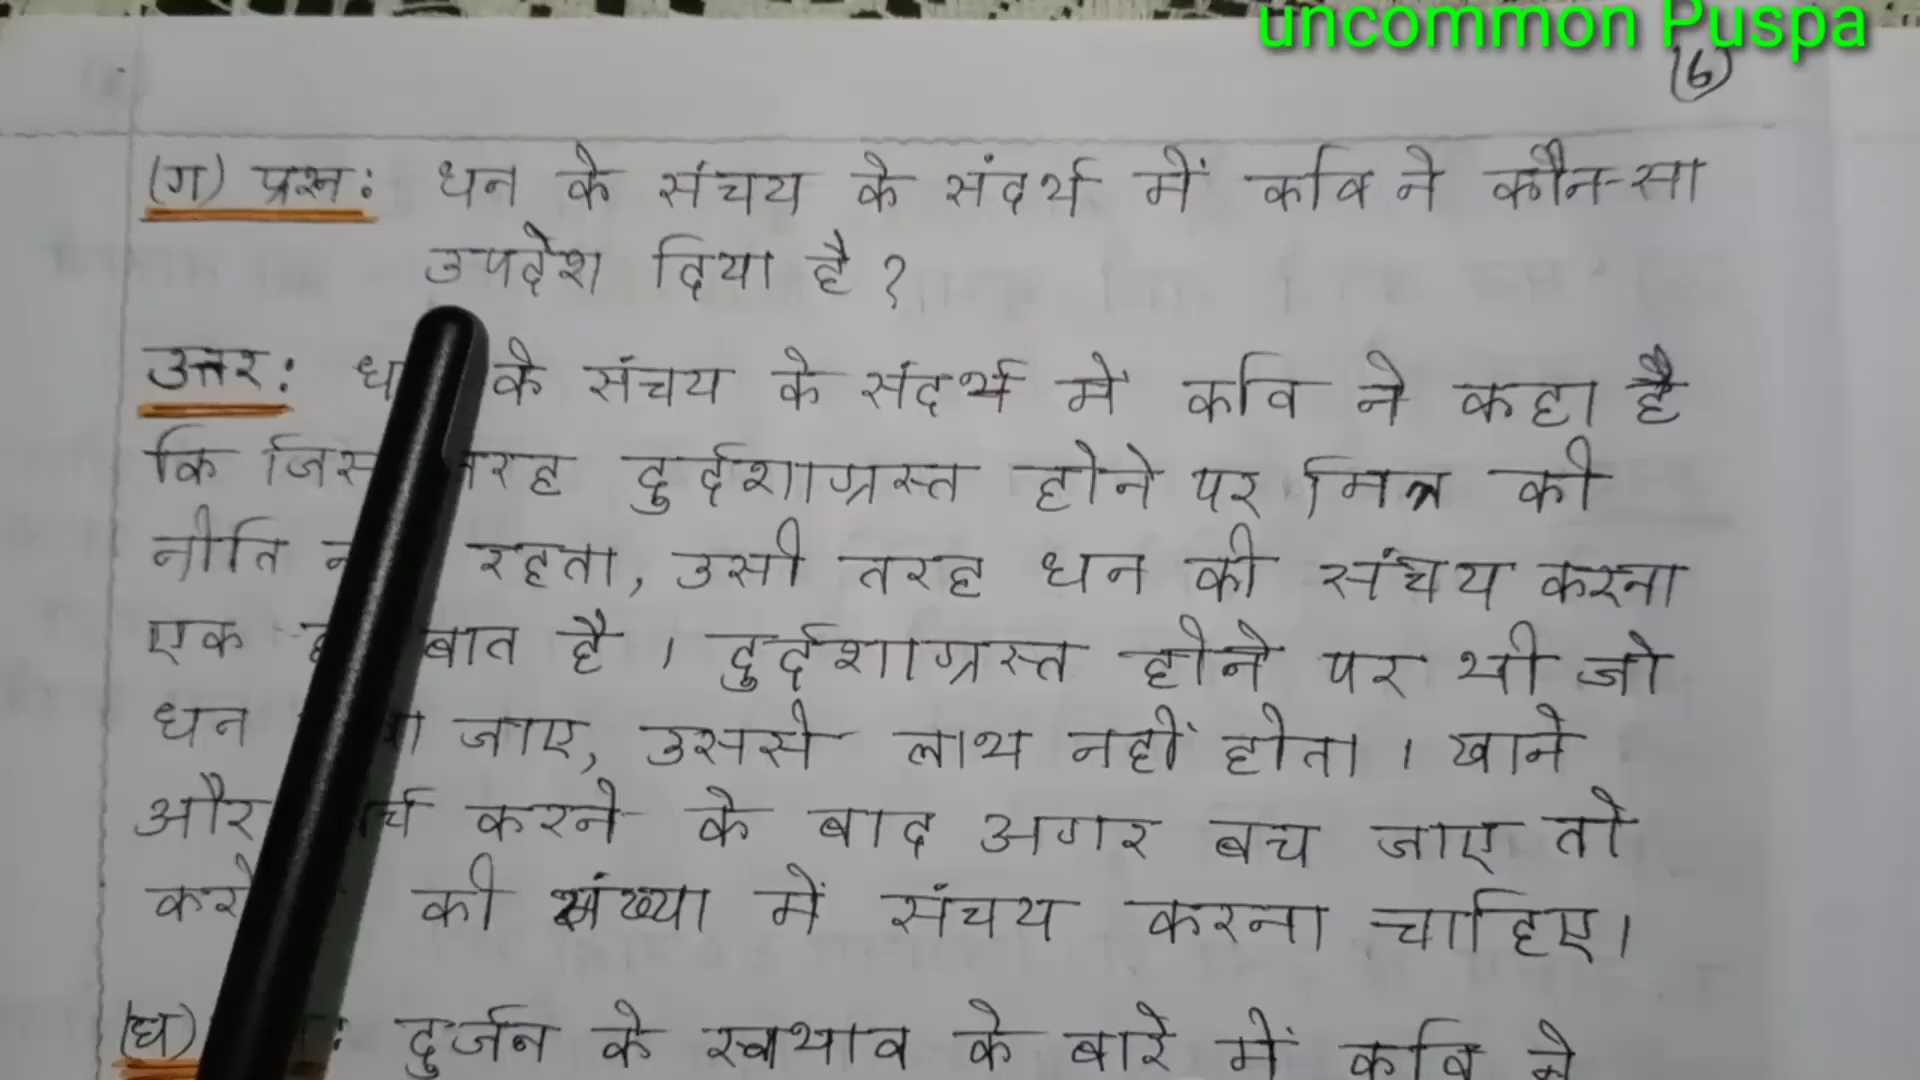 uncommon Puspa
(6)
(ग) प्रश्न: धन के संचय के संदर्भ में कवि ने कौन-सा
उपदेश दिया है?
उत्तर: के संचय के संदर्भ में कवि ने कहा है
कि दुर्दशाग्रस्त होने पर मित्र की
नीति रहता, उसी तरह धन की संचय करना
एक बात है। दुर्दशाग्रस्त होने पर भी जो
धन जाए, उससे लाभ नहीं होता। खाने
और करने के बाद अगर बच जाए तो
की संख्या में संचय करना चाहिए।
(घ) दुर्जन के स्वभाव के बारे में कवि ने